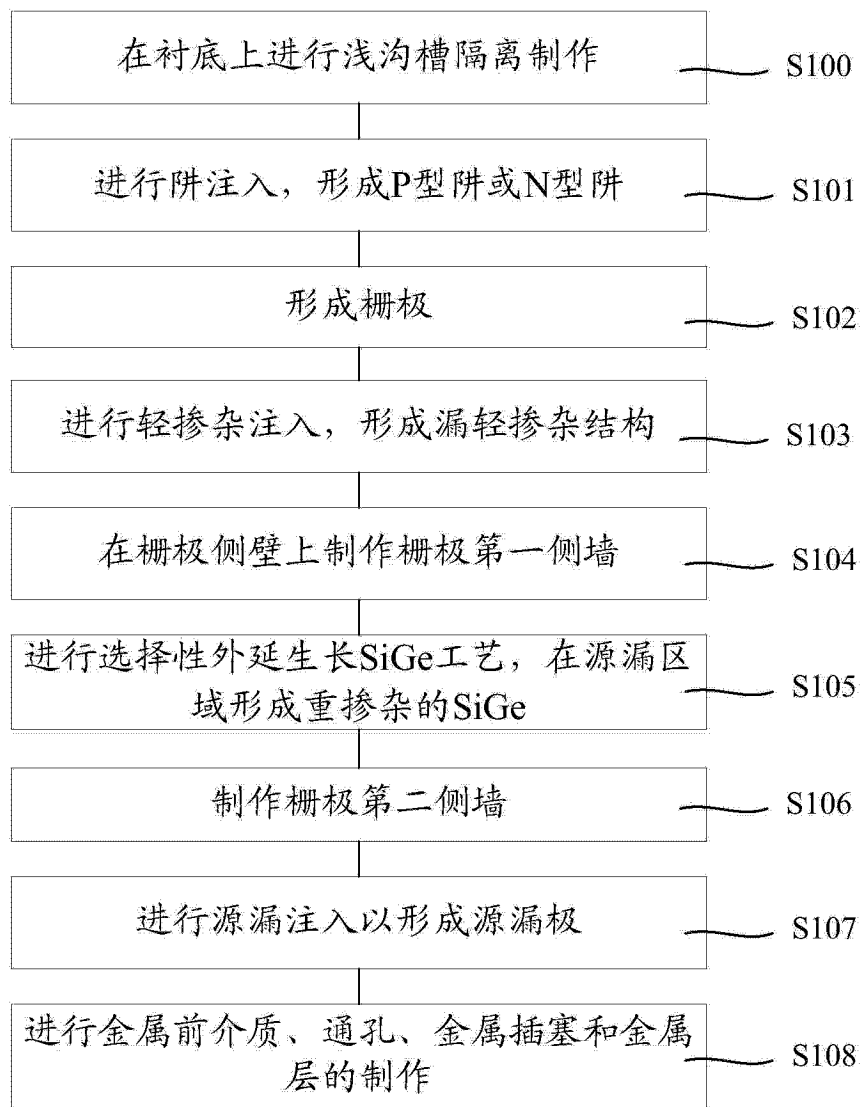 在衬底上进行浅沟槽隔离制作
S100
进行阱注入，形成P型阱或N型阱
S101
形成栅极
S102
进行轻掺杂注入，形成漏轻掺杂结构
S103
在栅极侧壁上制作栅极第一侧墙
S104
进行选择性外延生长SiGe工艺，在源漏区
域形成重掺杂的SiGe
S105
制作栅极第二侧墙
S106
进行源漏注入以形成源漏极
S107
进行金属前介质、通孔、金属插塞和金属
层的制作
S108